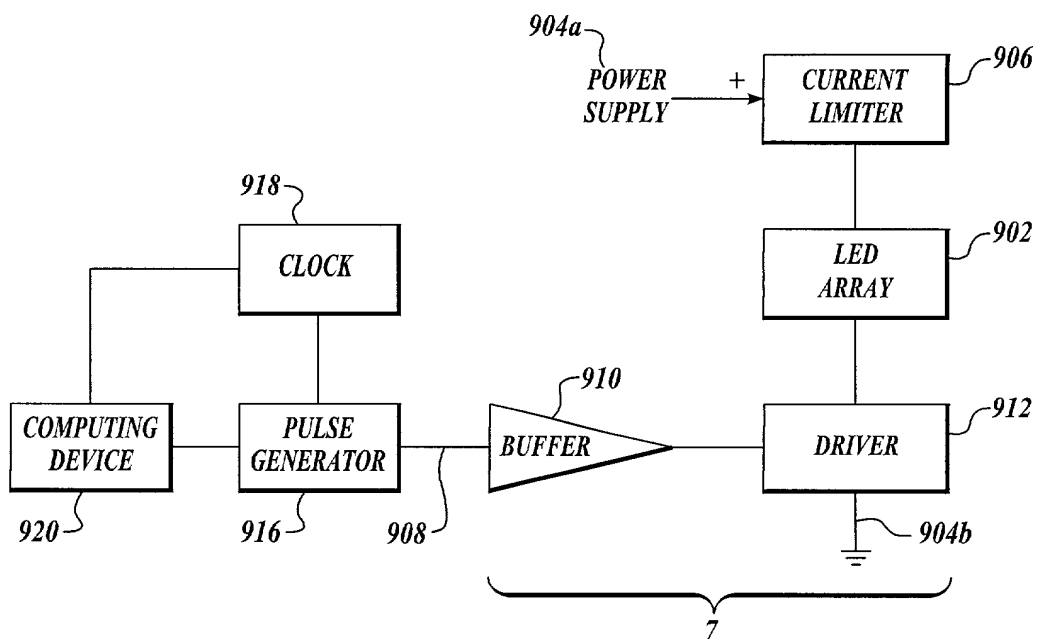 904a
POWER
SUPPLY
+
CURRENT
LIMITER
906
918
CLOCK
LED
ARRAY
902
COMPUTING
DEVICE
920
PULSE
GENERATOR
916
908
910
BUFFER
DRIVER
912
904b
7